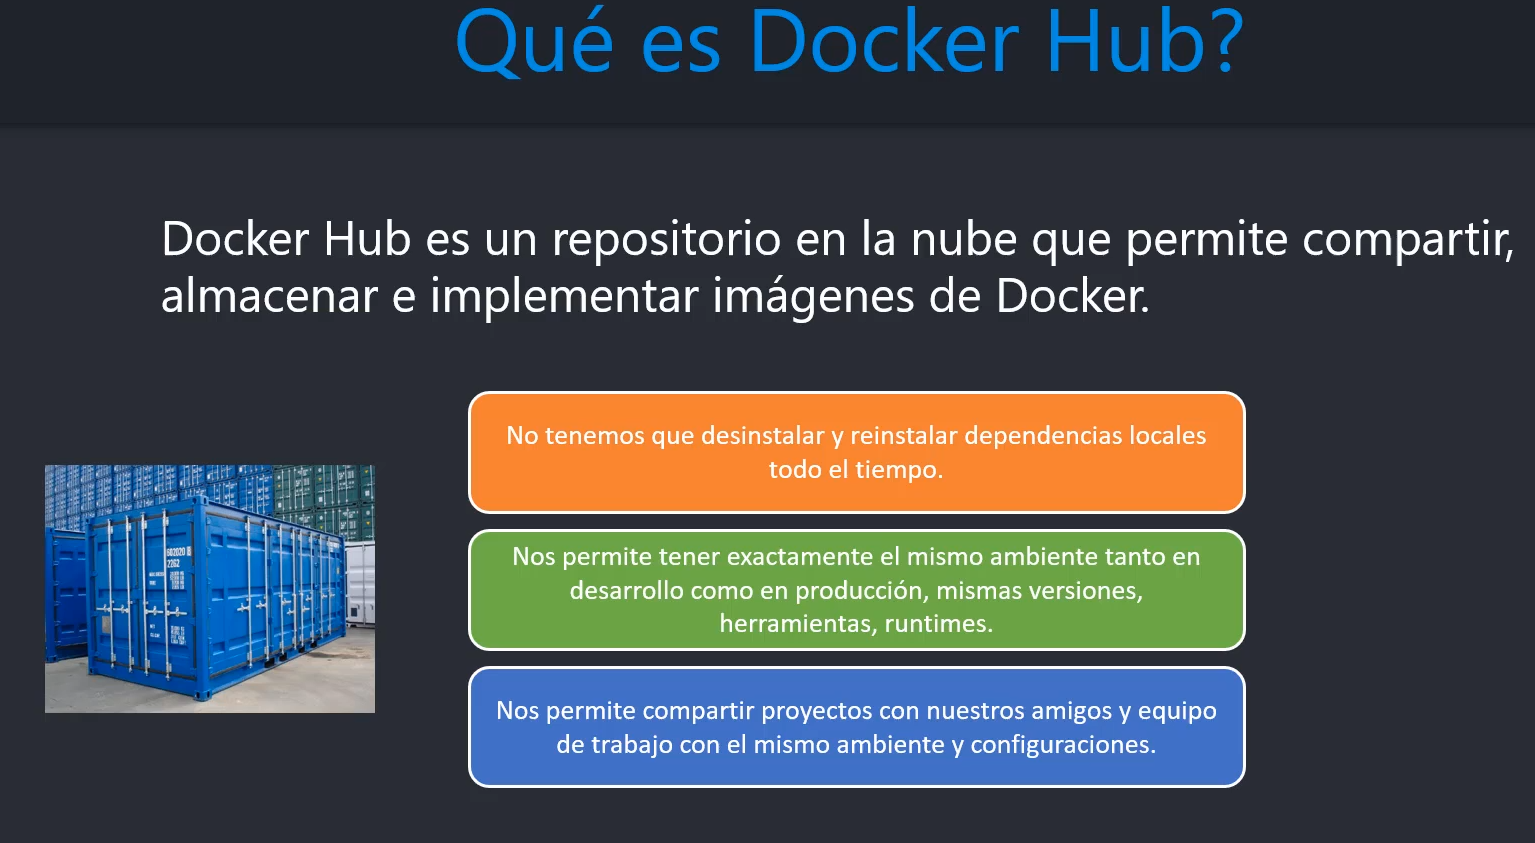 Qué es Docker Hub?
Docker Hub es un repositorio en la nube que permite compartir,
almacenar e implementar imágenes de Docker.
No tenemos que desinstalar y reinstalar dependencias locales
todo el tiempo.
Nos permite tener exactamente el mismo ambiente tanto en
desarrollo como en producción, mismas versiones,
herramientas, runtimes.
Nos permite compartir proyectos con nuestros amigos y equipo
de trabajo con el mismo ambiente y configuraciones.